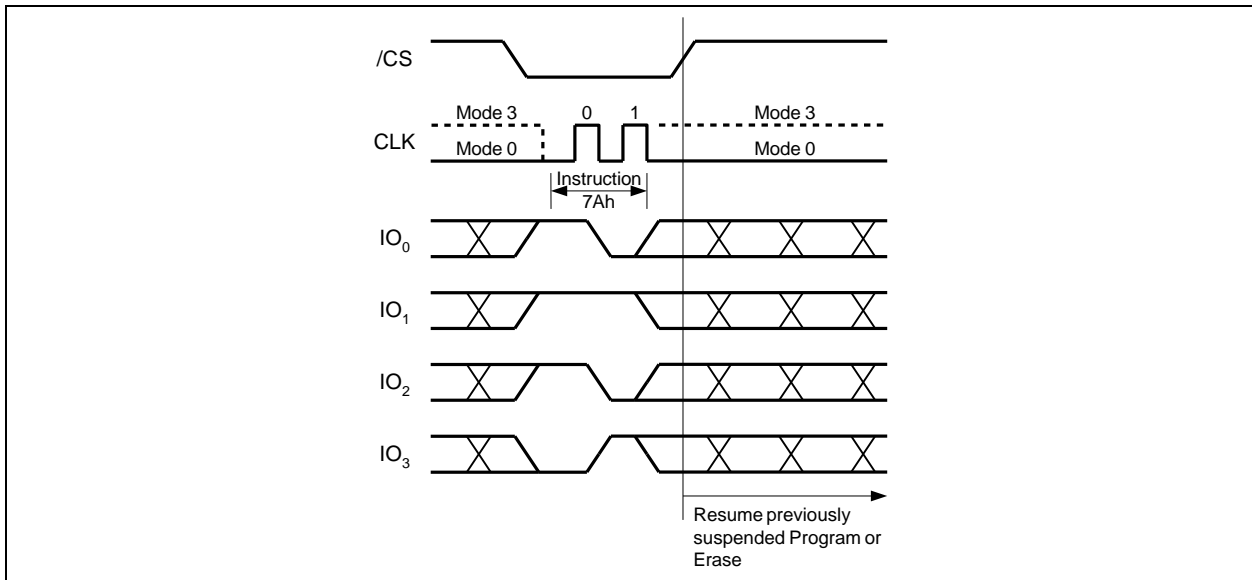 /CS
Mode 3 0 1 Mode 3
CLK
Mode 0 Mode 0
Instruction
7Ah
IO0
IO1
IO2
IO3
Resume previously
suspended Program or
Erase